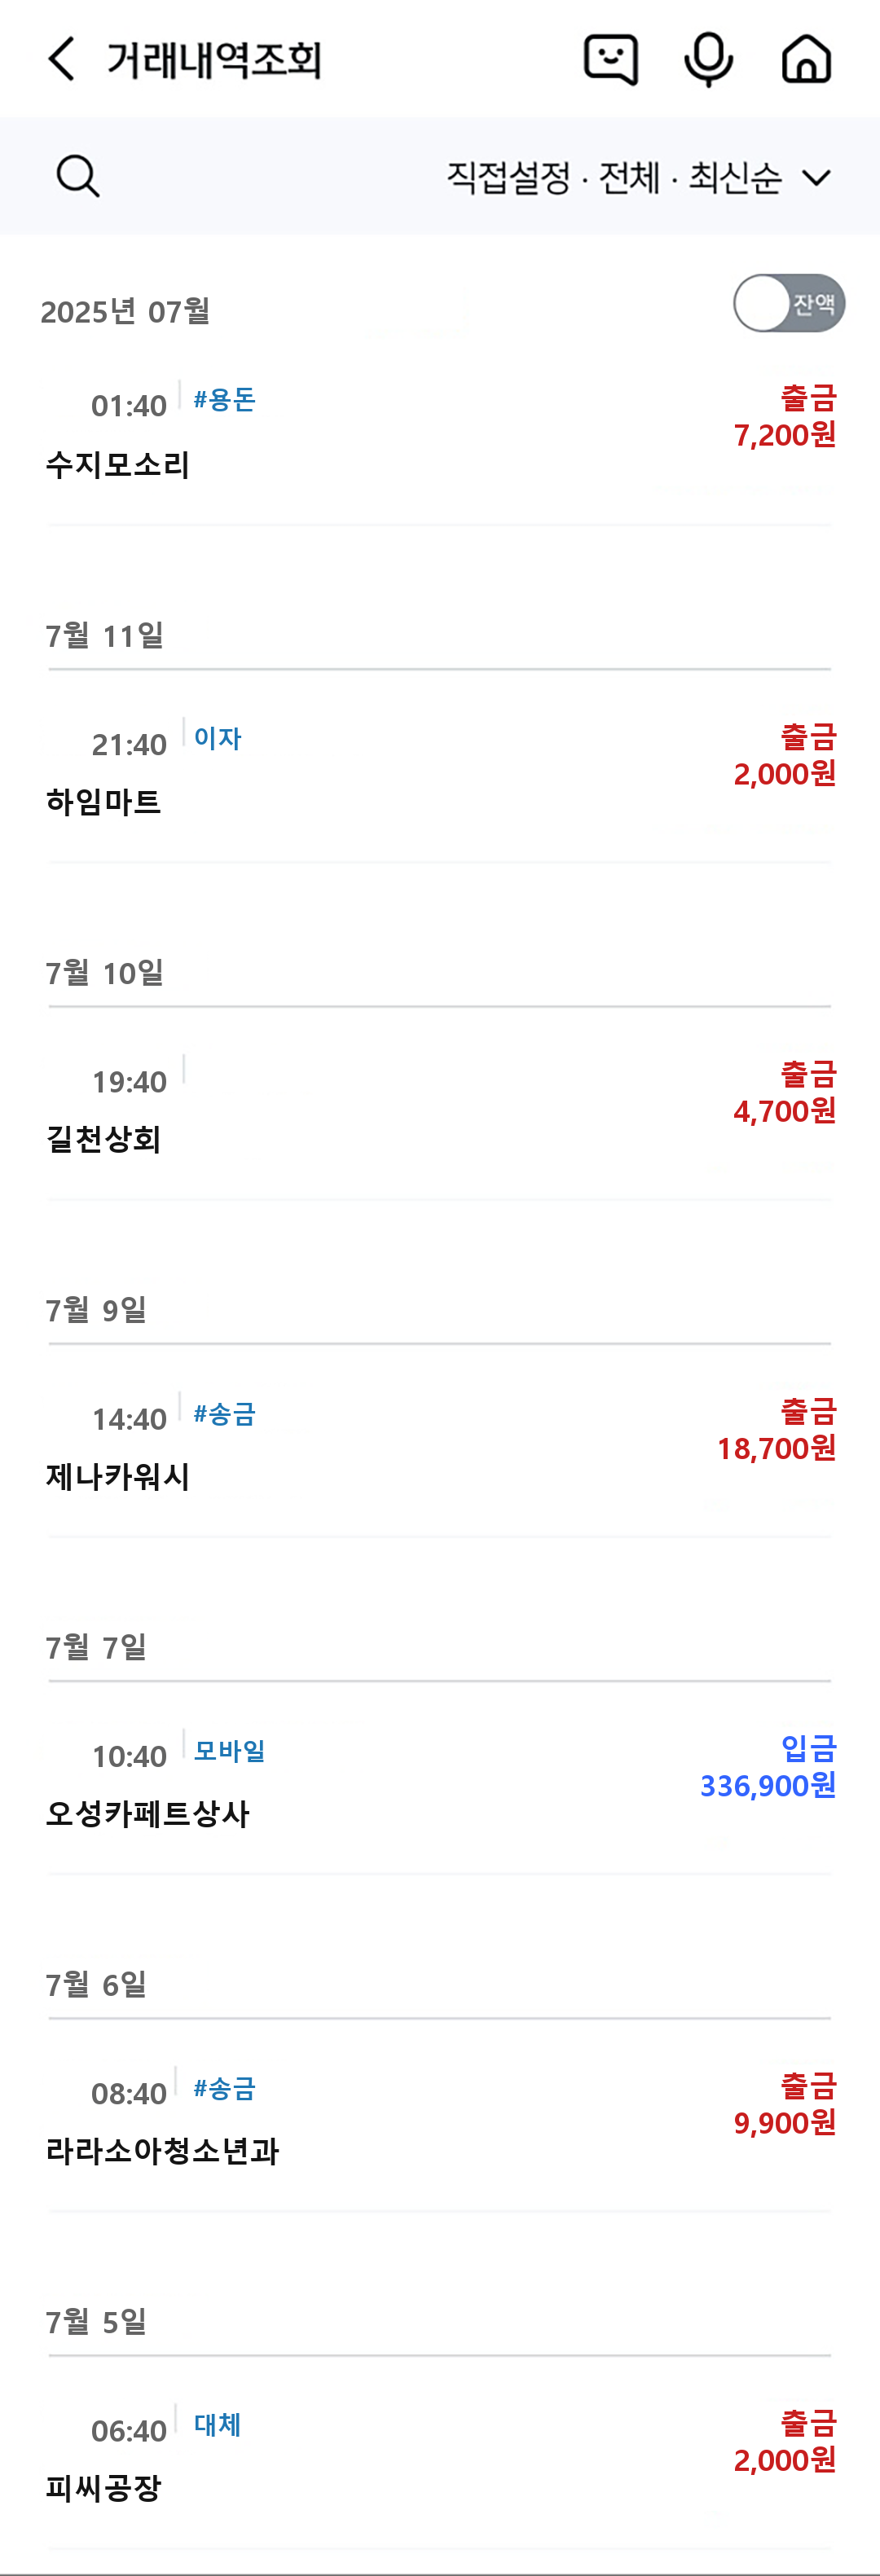 거래내역조회
직접설정 · 전체 · 최신순
2025년 07월
잔액
01:40 #용돈
출금
7,200원
수지모소리
7월 11일
21:40 이자
출금
2,000원
하임마트
7월 10일
19:40
출금
4,700원
길천상회
7월 9일
14:40 #송금
출금
18,700원
제나카워시
7월 7일
10:40 모바일
입금
336,900원
오성카페트상사
7월 6일
08:40 #송금
출금
9,900원
라라소아청소년과
7월 5일
06:40 대체
출금
2,000원
피씨공장